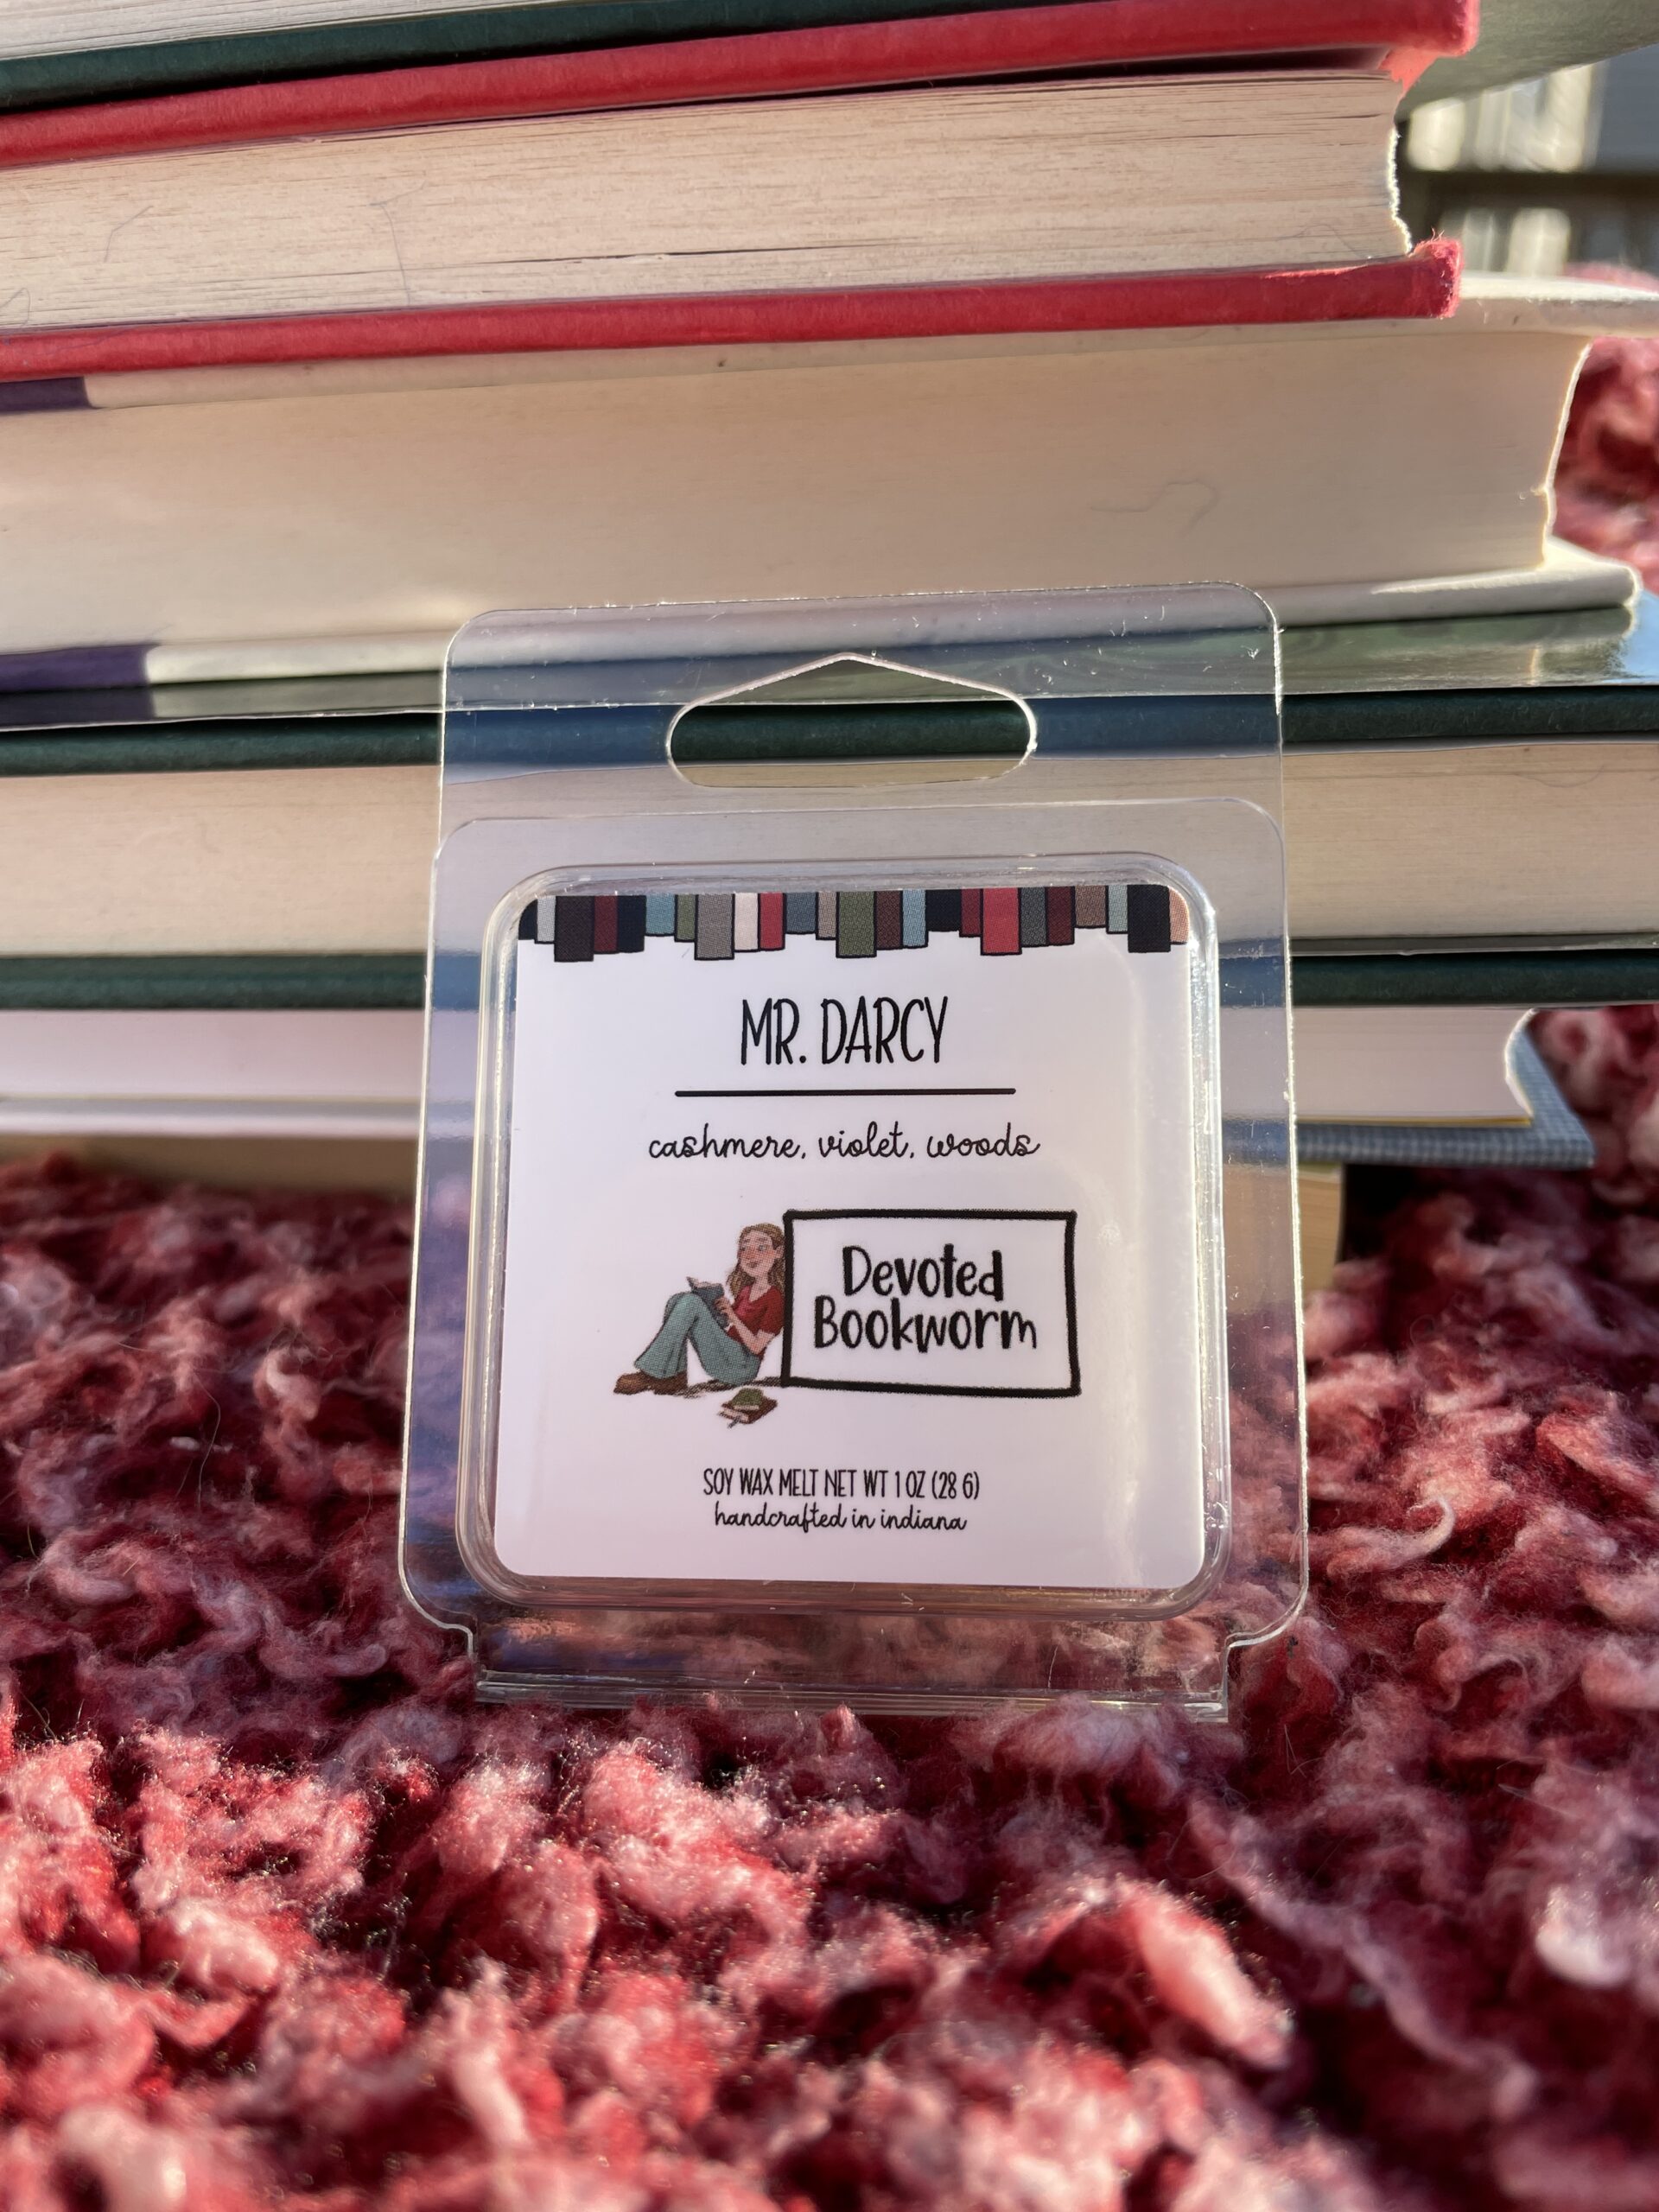 MR. DARCY
cashmere, violet, woods
Devoted
Bookworm
SOY WAX MELT NET WT 1 OZ (28 G)
handcrafted in indiana